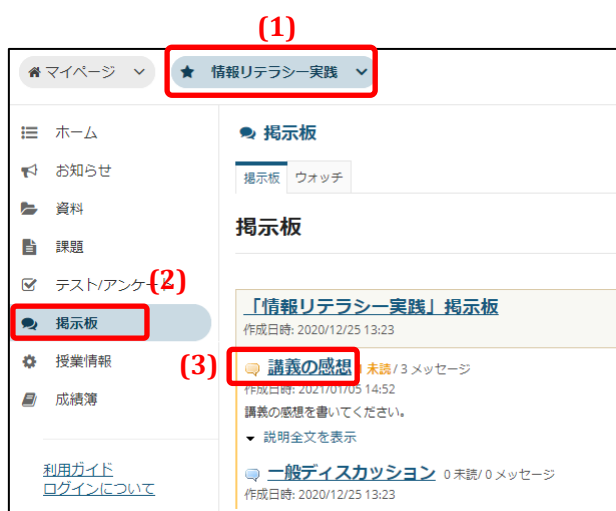 (1)
マイページ
情報リテラシー実践
ホーム
お知らせ
資料
課題
テスト/アンケート
(2)
掲示板
授業情報
成績簿
利用ガイド
ログインについて
掲示板
掲示板 ウォッチ
掲示板
「情報リテラシー実践」掲示板
作成日時: 2020/12/25 13:23
(3)
講義の感想 未読/ 3 メッセージ
作成日時: 2021/01/05 14:52
講義の感想を書いてください。
説明全文を表示
一般ディスカッション 0 未読/ 0 メッセージ
作成日時: 2020/12/25 13:23